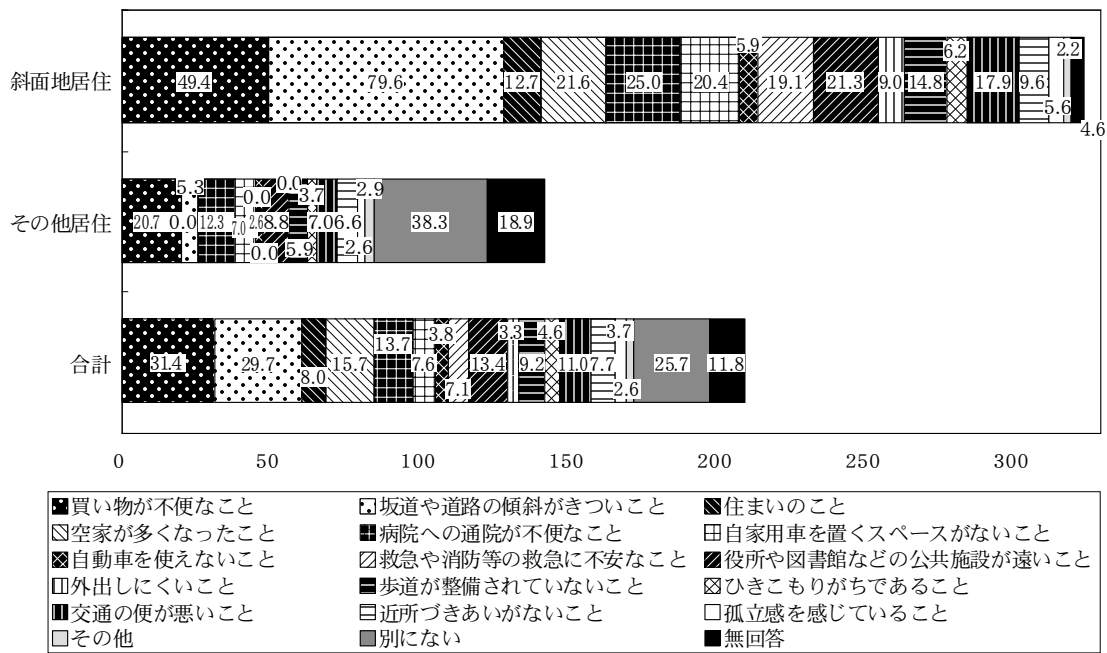 斜面地居住
49.4 79.6 12.7 21.6 25.0 20.4 5.9 19.1 21.3 9.0 14.8 6.2 17.9 9.6 5.6 2.2 4.6
その他居住
20.7 0.0 5.3 12.3 7.0 0.0 0.0 2.6 8.8 0.0 5.9 3.7 7.0 6.6 2.6 2.9 38.3 18.9
合計
31.4 29.7 8.0 15.7 13.7 7.6 3.8 7.1 13.4 3.3 9.2 4.6 11.0 7.7 2.6 3.7 25.7 11.8
0 50 100 150 200 250 300
買い物が不便なこと 坂道や道路の傾斜がきついこと 住まいのこと
空家が多くなったこと 病院への通院が不便なこと 自家用車を置くスペースがないこと
自動車を使えないこと 救急や消防等の救急に不安なこと 役所や図書館などの公共施設が遠いこと
外出しにくいこと 歩道が整備されていないこと ひきこもりがちであること
交通の便が悪いこと 近所づきあいがないこと 孤立感を感じていること
その他 別にない 無回答